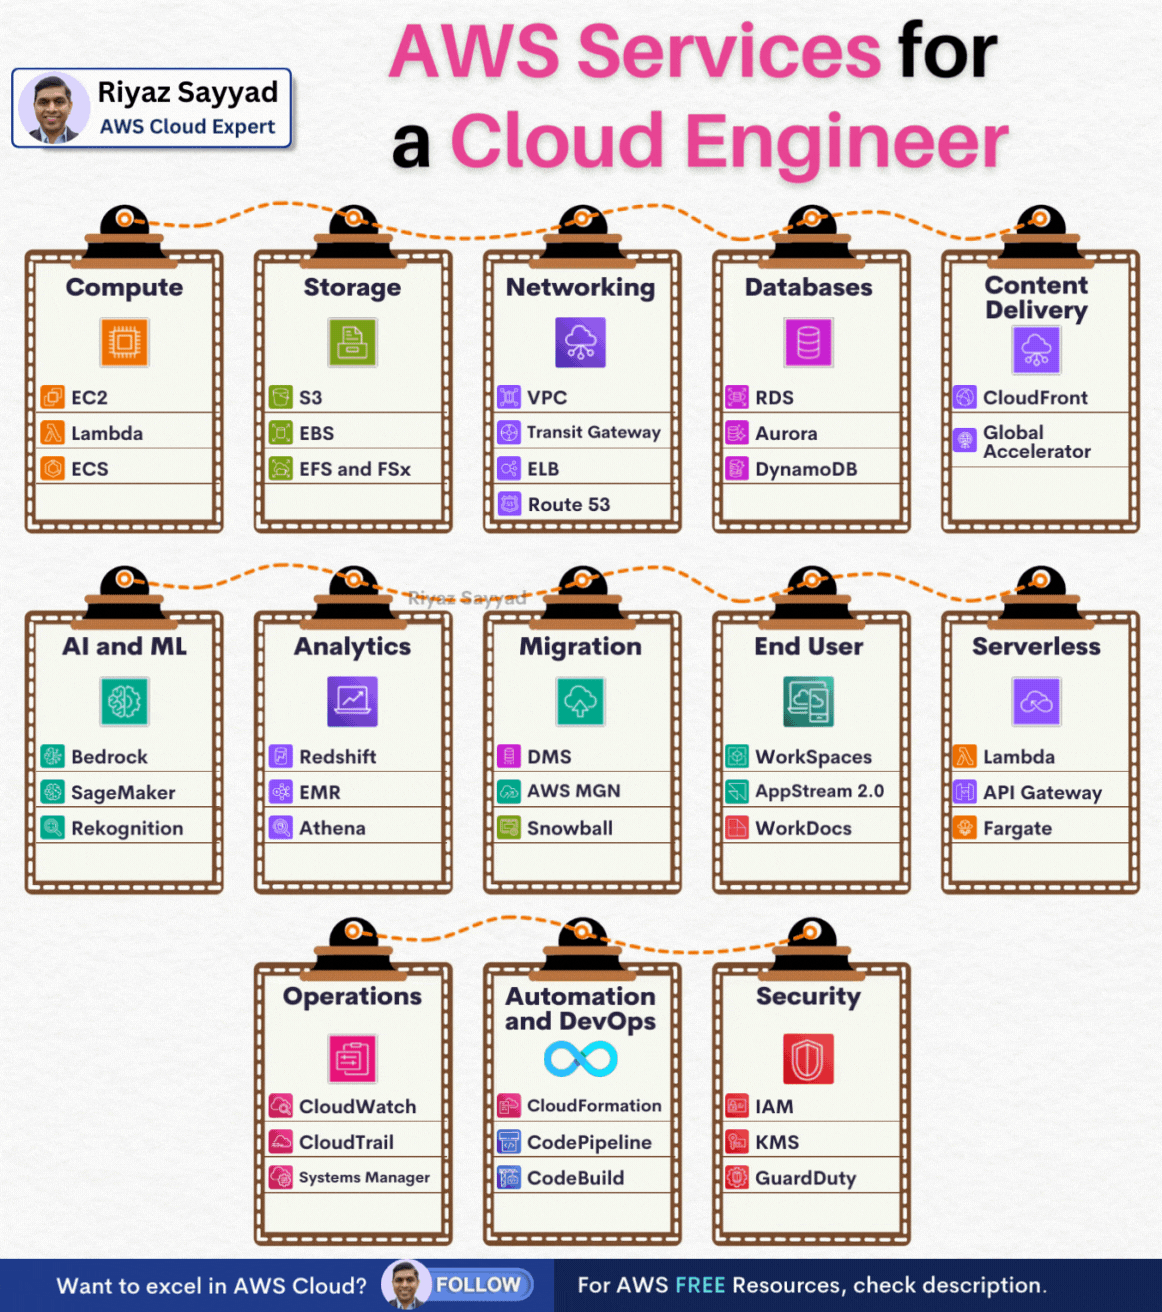 AWS Services for
a Cloud Engineer
Riyaz Sayyad
AWS Cloud Expert
Compute
EC2
Lambda
ECS
Storage
S3
EBS
EFS and FSx
Networking
VPC
Transit Gateway
ELB
Route 53
Databases
RDS
Aurora
DynamoDB
Content
Delivery
CloudFront
Global
Accelerator
Riyaz Sayyad
AI and ML
Bedrock
SageMaker
Rekognition
Analytics
Redshift
EMR
Athena
Migration
DMS
AWS MGN
Snowball
End User
WorkSpaces
AppStream 2.0
WorkDocs
Serverless
Lambda
API Gateway
Fargate
Operations
CloudWatch
CloudTrail
Systems Manager
Automation
and DevOps
CloudFormation
CodePipeline
CodeBuild
Security
IAM
KMS
GuardDuty
Want to excel in AWS Cloud?
FOLLOW
For AWS FREE Resources, check description.